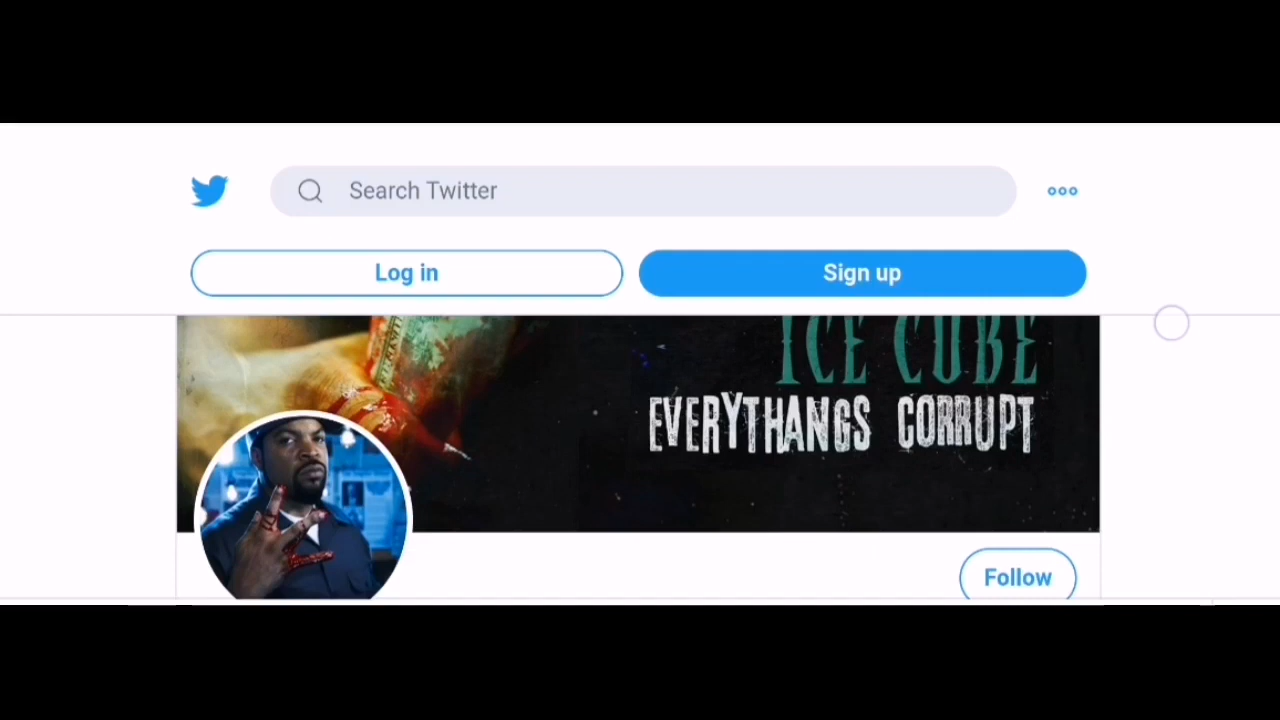 Search Twitter
Log in
Sign up
ICE CUBE
EVERYTHANGS CORRUPT
Follow